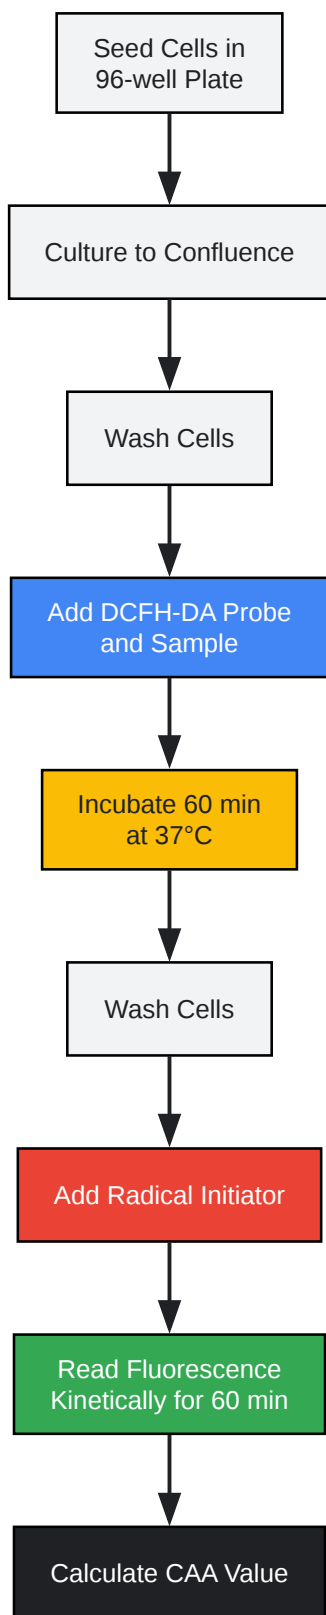 Seed Cells in
96-well Plate
Culture to Confluence
Wash Cells
Add DCFH-DA Probe
and Sample
Incubate 60 min
at 37°C
Wash Cells
Add Radical Initiator
Read Fluorescence
Kinetically for 60 min
Calculate CAA Value